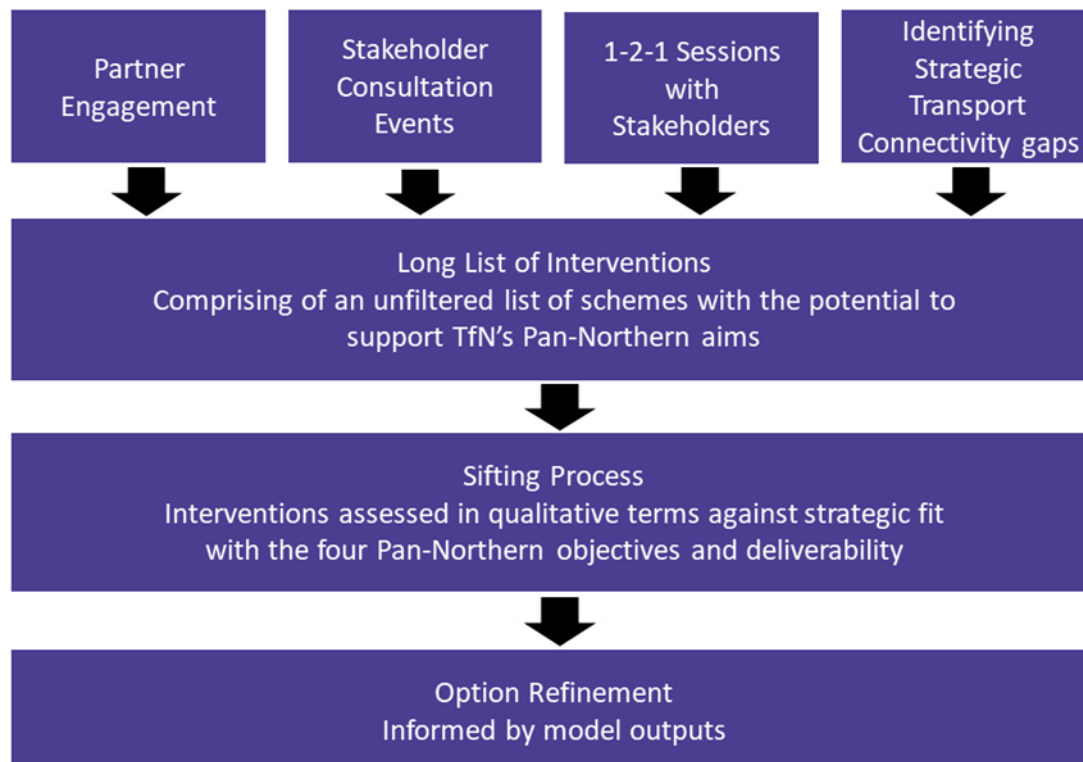 Partner
Engagement
Stakeholder
Consultation
Events
1-2-1 Sessions
with
Stakeholders
Identifying
Strategic
Transport
Connectivity gaps
Long List of Interventions
Comprising of an unfiltered list of schemes with the potential to
support TfN's Pan-Northern aims
Sifting Process
Interventions assessed in qualitative terms against strategic fit
with the four Pan-Northern objectives and deliverability
Option Refinement
Informed by model outputs